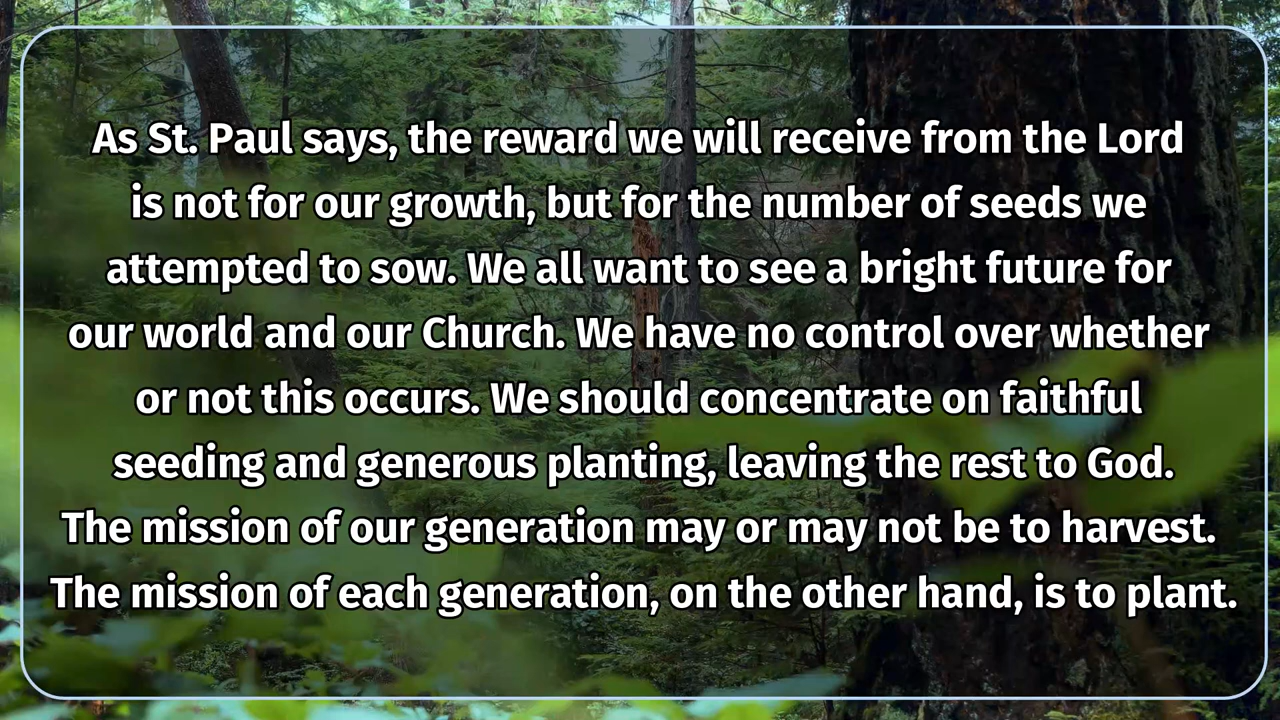 As St. Paul says, the reward we will receive from the Lord
is not for our growth, but for the number of seeds we
attempted to sow. We all want to see a bright future for
our world and our Church. We have no control over whether
or not this occurs. We should concentrate on faithful
seeding and generous planting, leaving the rest to God.
The mission of our generation may or may not be to harvest.
The mission of each generation, on the other hand, is to plant.